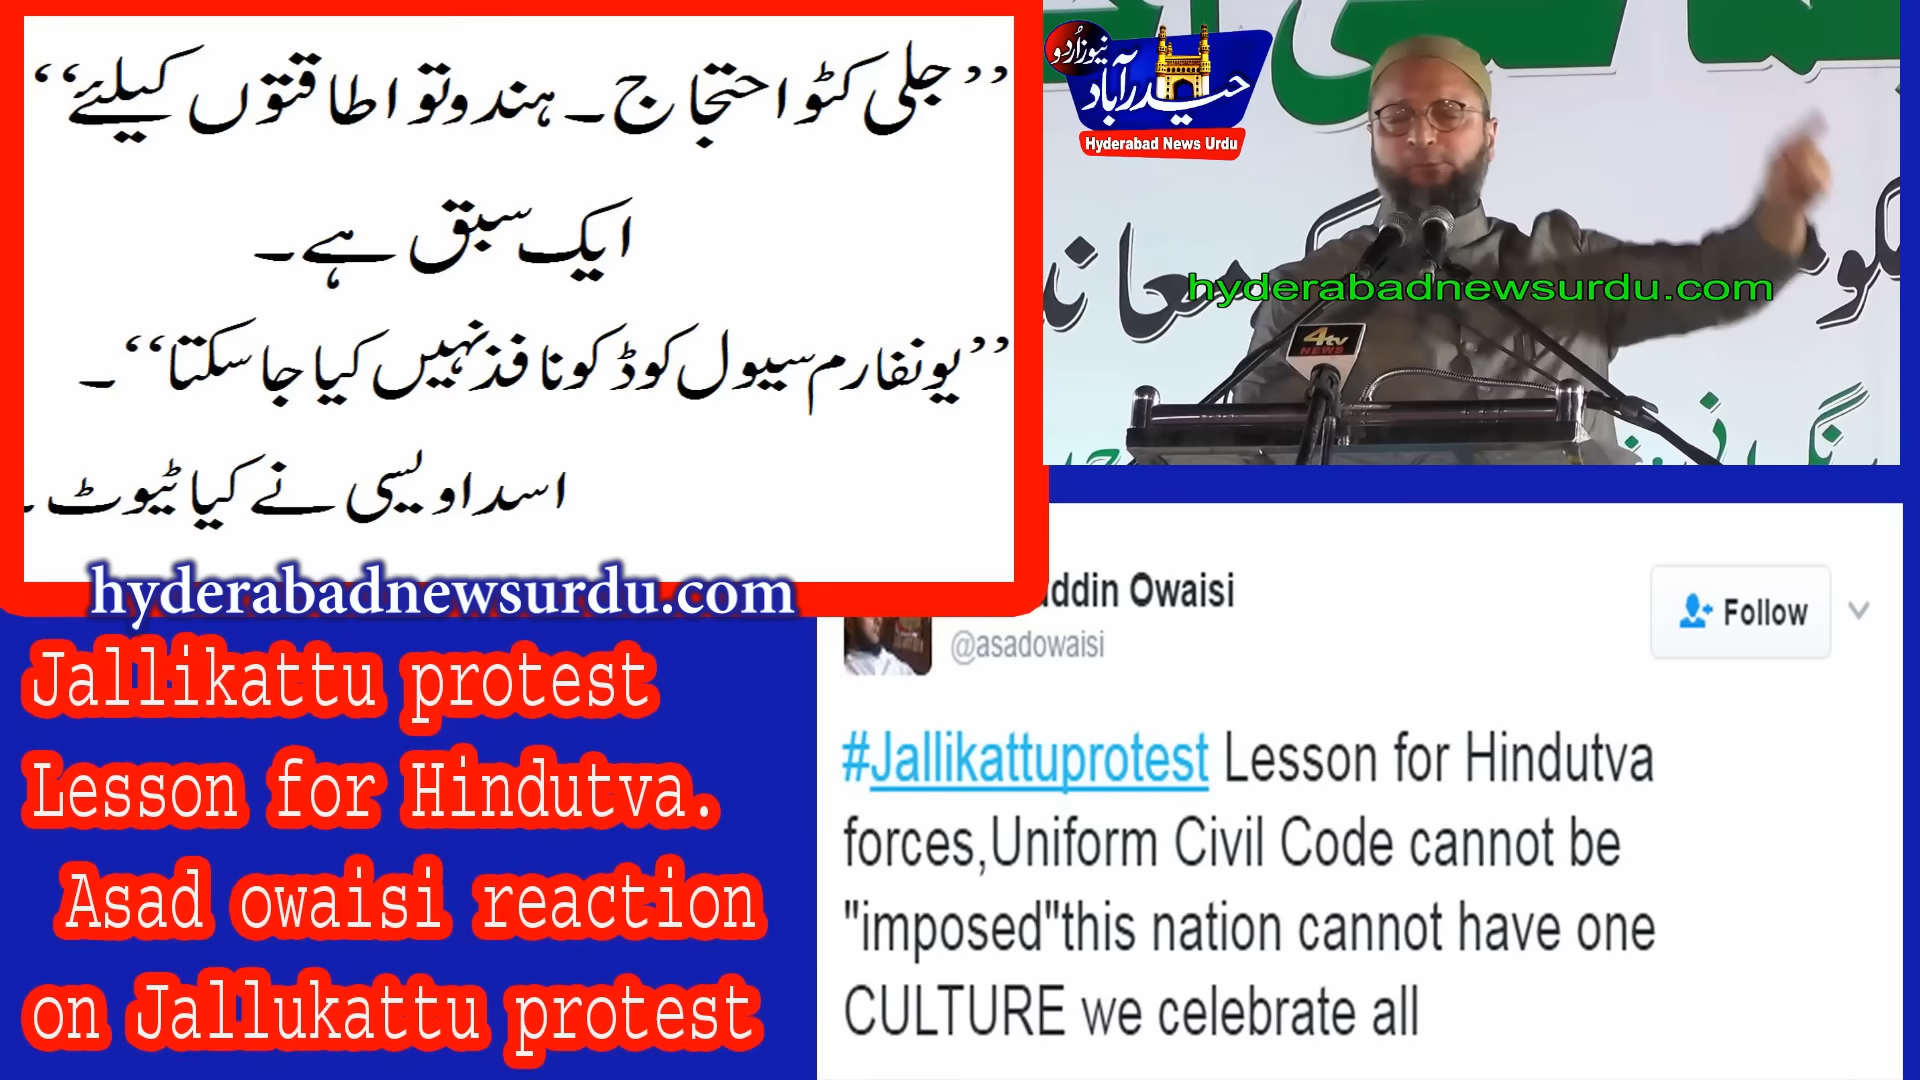 ’’جلی کٹو احتجاج ۔ ہندوتوا طاقتوں کیلئے‘‘
ایک سبق ہے ۔
’’یونفارم سیول کوڈ کو نافذ نہیں کیا جا سکتا‘‘ ۔
اسد اویسی نے کیا ٹیوٹ ۔
hyderabadnewsurdu.com
Jallikattu protest
Lesson for Hindutva.
Asad owaisi reaction
on Jallukattu protest
نیوز اُردو
حیدرآباد
Hyderabad News Urdu
hyderabadnewsurdu.com
4tv
NEWS
uddin Owaisi
@asadowaisi
Follow
#Jallikattuprotest Lesson for Hindutva
forces,Uniform Civil Code cannot be
"imposed"this nation cannot have one
CULTURE we celebrate all